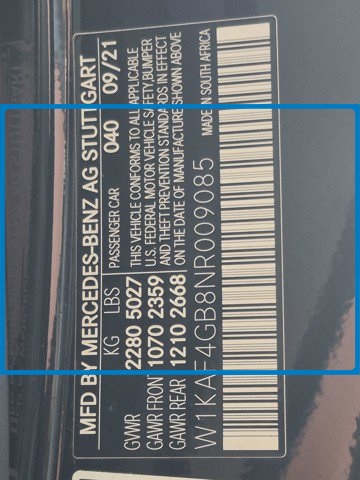 MFD BY MERCEDES-BENZ AG STUTTGART
KG LBS PASSENGER CAR 040 09/21
GVWR 2280 5027
GAWR FRONT 1070 2359
GAWR REAR 1210 2668
THIS VEHICLE CONFORMS TO ALL APPLICABLE
U.S. FEDERAL MOTOR VEHICLE SAFETY, BUMPER
AND THEFT PREVENTION STANDARDS IN EFFECT
ON THE DATE OF MANUFACTURE SHOWN ABOVE
W1KAF4GB8NR009085 MADE IN SOUTH AFRICA